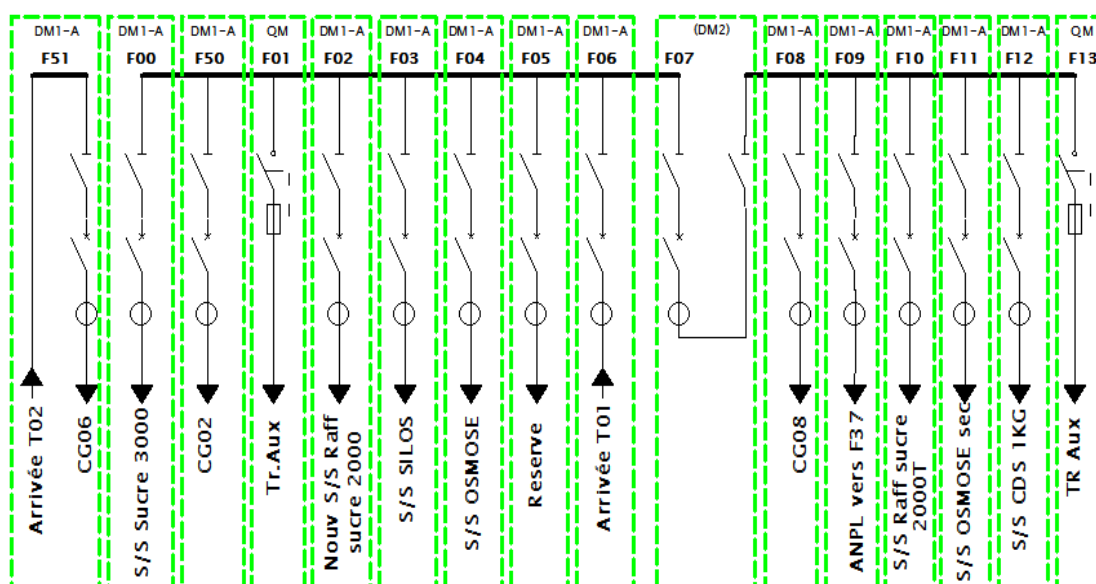 DM1-A
DM1-A
DM1-A
QM
DM1-A
DM1-A
DM1-A
DM1-A
DM1-A
(DM2)
DM1-A
DM1-A
DM1-A
DM1-A
DM1-A
QM
F51
F00
F50
F01
F02
F03
F04
F05
F06
F07
F08
F09
F10
F11
F12
F13
Arrivée T02
CG06
S/S Sucre 3000
CG02
Tr.Aux
Nouv S/S Raff
sucre 2000
S/S SILOS
S/S OSMOSE
Reserve
Arrivée T01
CG08
ANPL vers F37
S/S Raff sucre
2000T
S/S OSMOSE sec
S/S CDS 1KG
TR Aux